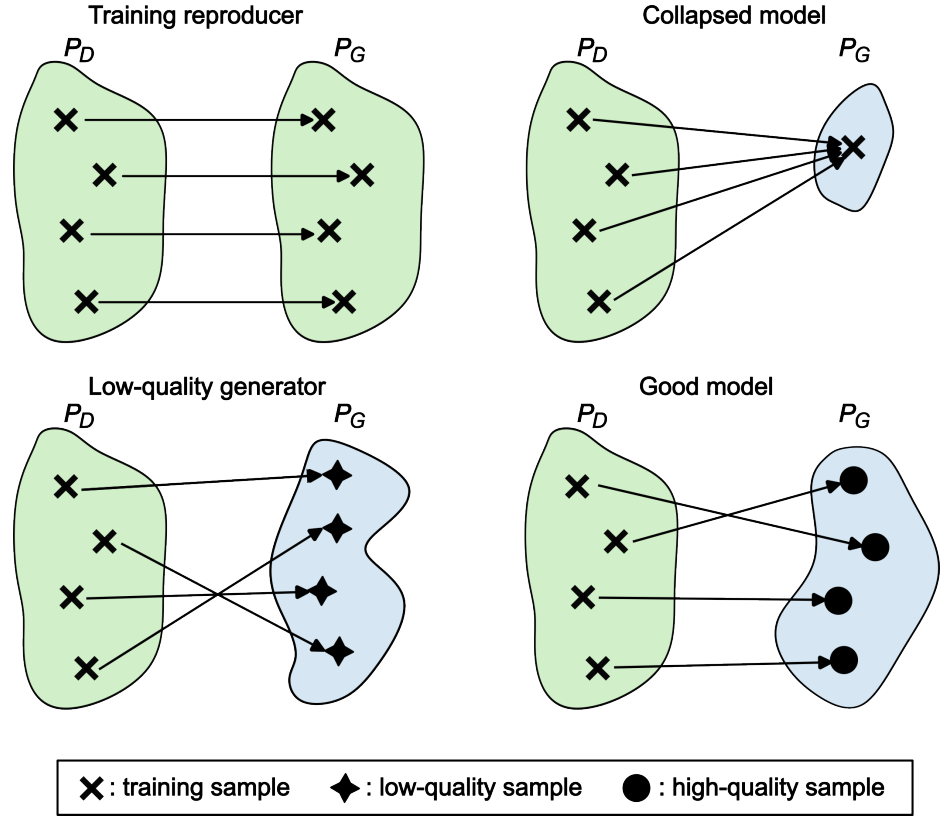 Training reproducer
P_D P_G
Collapsed model
P_D P_G
Low-quality generator
P_D P_G
Good model
P_D P_G
: training sample : low-quality sample : high-quality sample